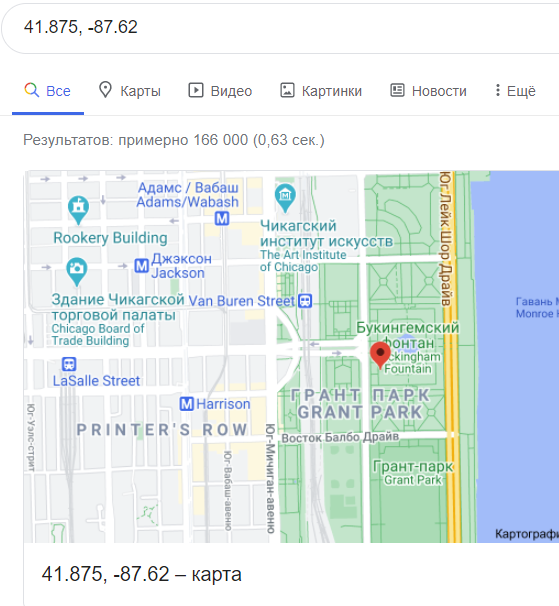 41.875, -87.62
Все Карты Видео Картинки Новости Ещё
Результатов: примерно 166 000 (0,63 сек.)
Адамс / Вабаш
Adams/Wabash
Rookery Building
Чикагский
институт искусств
The Art Institute
of Chicago
Юг Лейк Шор Драйв
Джэксон
Jackson
Здание Чикагской
торговой палаты
Chicago Board of
Trade Building
Van Buren Street
Гавань M
Monroe H
Букингемский
фонтан
ckingham
Fountain
LaSalle Street
Harrison
ГРАНТ ПАРК
GRANT PARK
PRINTER'S ROW
Восток Балбо Драйв
Юг-Уэлс-стрит
Юг-Вабаш-авеню
Юг-Мичиган-авеню
Грант-парк
Grant Park
Картографи
41.875, -87.62 – карта